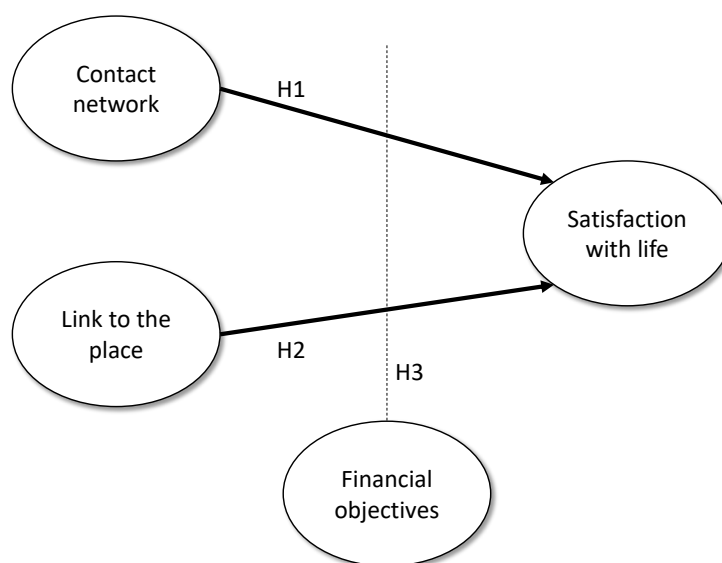 Contact
network
H1
Satisfaction
with life
Link to the
place
H2
H3
Financial
objectives